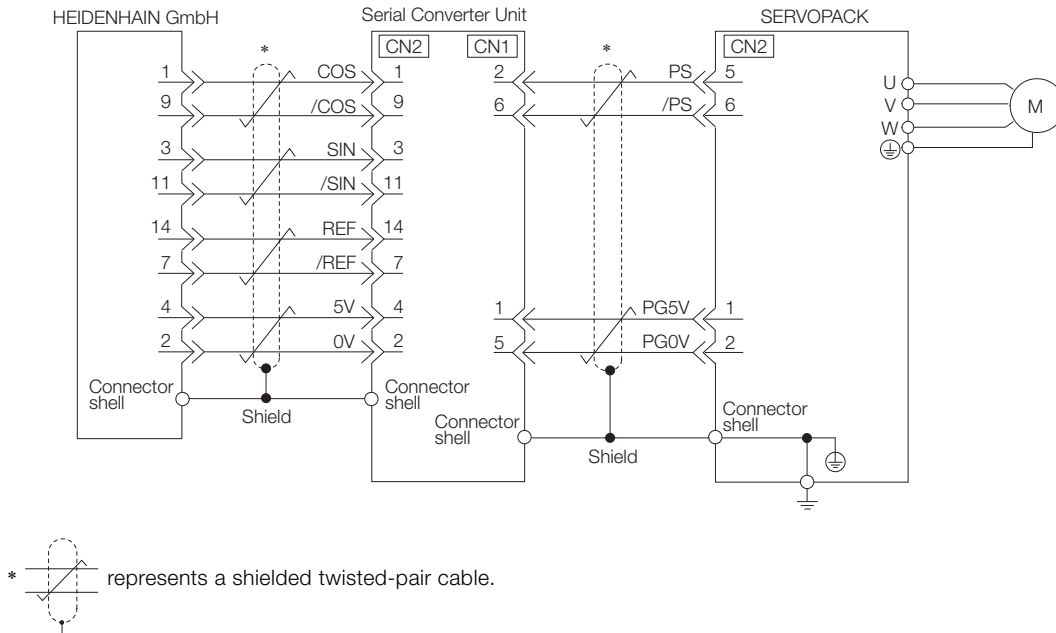 HEIDENHAIN GmbH
Serial Converter Unit
SERVOPACK
CN2
CN1
CN2
*
*
1
COS
1
2
PS
5
9
/COS
9
6
/PS
6
3
SIN
3
11
/SIN
11
14
REF
14
7
/REF
7
4
5V
4
1
PG5V
1
2
0V
2
5
PG0V
2
U
V
W
M
Connector
shell
Shield
Connector
shell
Connector
shell
Shield
Connector
shell
* represents a shielded twisted-pair cable.